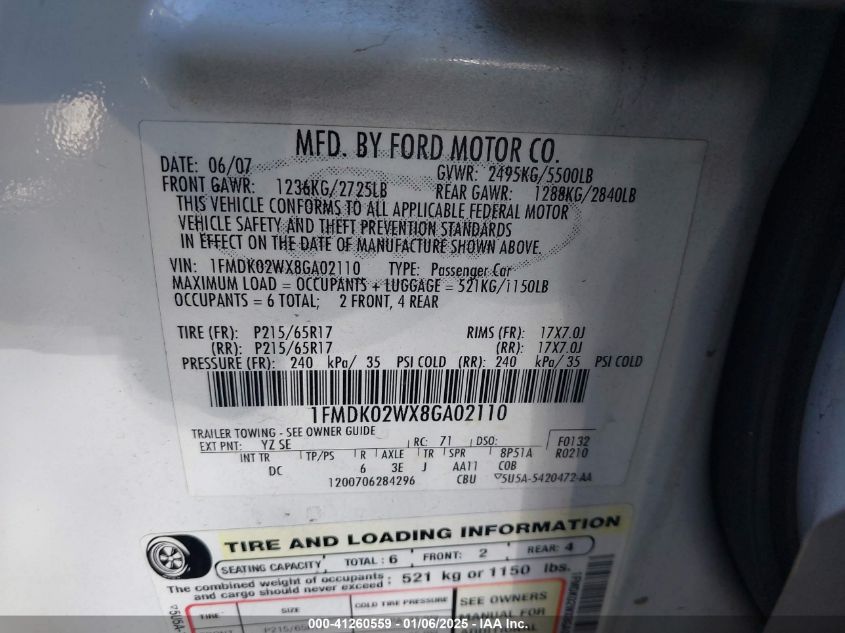 MFD. BY FORD MOTOR CO.
DATE: 06/07 GVWR: 2495KG/5500LB
FRONT GAWR: 1236KG/2725LB REAR GAWR: 1288KG/2840LB
THIS VEHICLE CONFORMS TO ALL APPLICABLE FEDERAL MOTOR
VEHICLE SAFETY AND THEFT PREVENTION STANDARDS
IN EFFECT ON THE DATE OF MANUFACTURE SHOWN ABOVE.
VIN: 1FMDK02WX8GA02110 TYPE: Passenger Car
MAXIMUM LOAD = OCCUPANTS + LUGGAGE = 521KG/1150LB
OCCUPANTS = 6 TOTAL; 2 FRONT, 4 REAR
TIRE (FR): P215/65R17 RIMS (FR): 17X7.0J
(RR): P215/65R17 (RR): 17X7.0J
PRESSURE (FR): 240 kPa/ 35 PSI COLD (RR): 240 kPa/ 35 PSI COLD
1FMDK02WX8GA02110
TRAILER TOWING - SEE OWNER GUIDE
EXT PNT: YZ SE RC: 71 DSO: F0132
INT TR TP/PS R AXLE TR SPR 8P51A R0210
DC 6 3E J AA11 COB
1200706284296 CBU 5U5A-5420472-AA
TIRE AND LOADING INFORMATION
SEATING CAPACITY TOTAL: 6 FRONT: 2 REAR: 4
The combined weight of occupants and cargo should never exceed: 521 kg or 1150 lbs.
TIRE SIZE COLD TIRE PRESSURE SEE OWNERS
MANUAL FOR
000-41260559 - 01/06/2025 - IAA Inc.